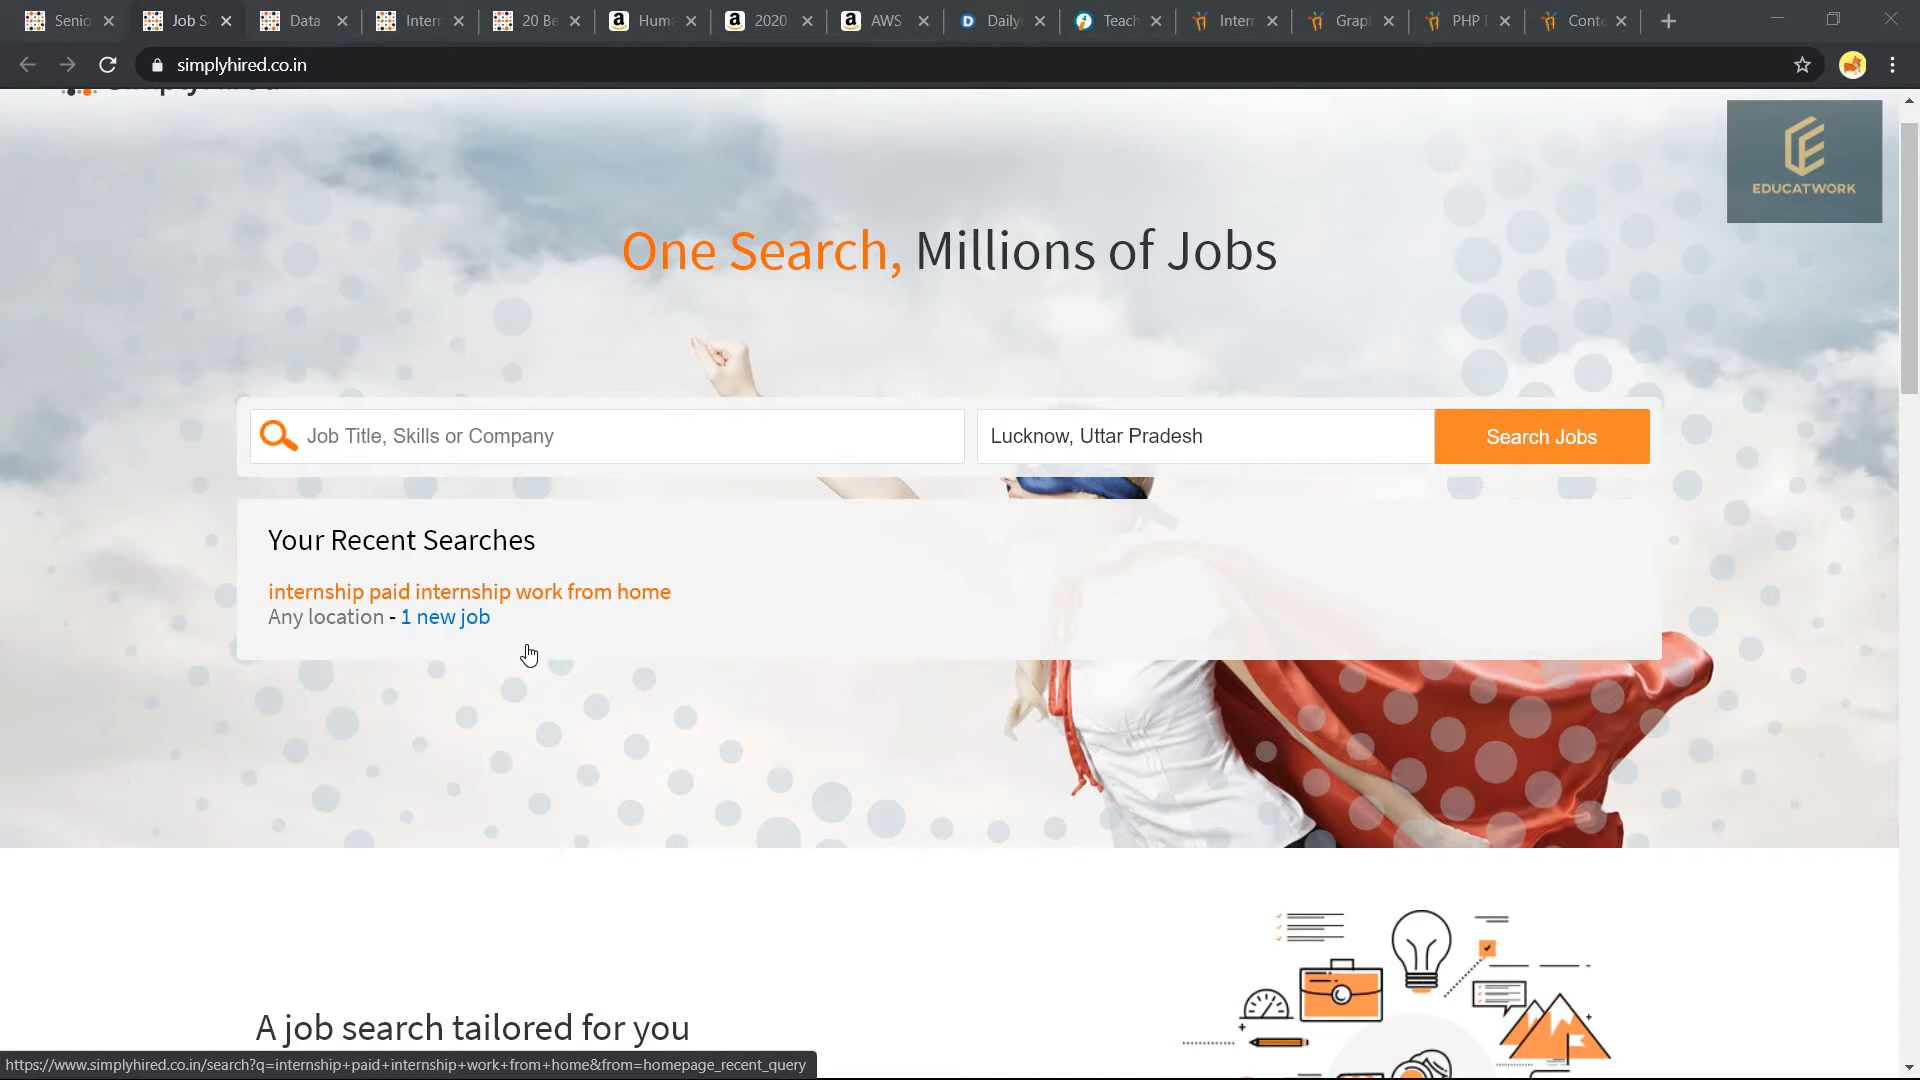 Senio
Job S
Data
Intern
20 Be
Huma
2020
AWS
Daily
Teach
Intern
Grap
PHP
Cont
simplyhired.co.in
EDUCATWORK
One Search, Millions of Jobs
Job Title, Skills or Company
Lucknow, Uttar Pradesh
Search Jobs
Your Recent Searches
internship paid internship work from home
Any location - 1 new job
A job search tailored for you
https://www.simplyhired.co.in/search?q=internship+paid+internship+work+from+home&from=homepage_recent_query